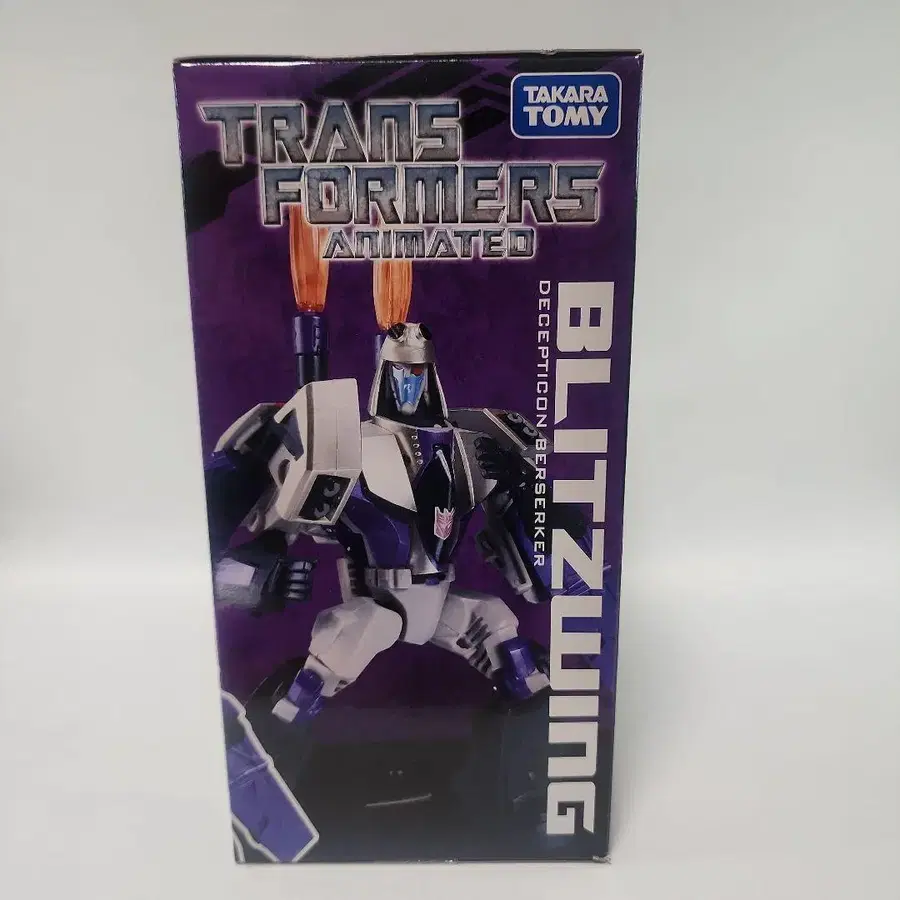 TAKARA
TOMY
TRANS
FORMERS
ANIMATED
BLITZWING
DECEPTICON BERSERKER